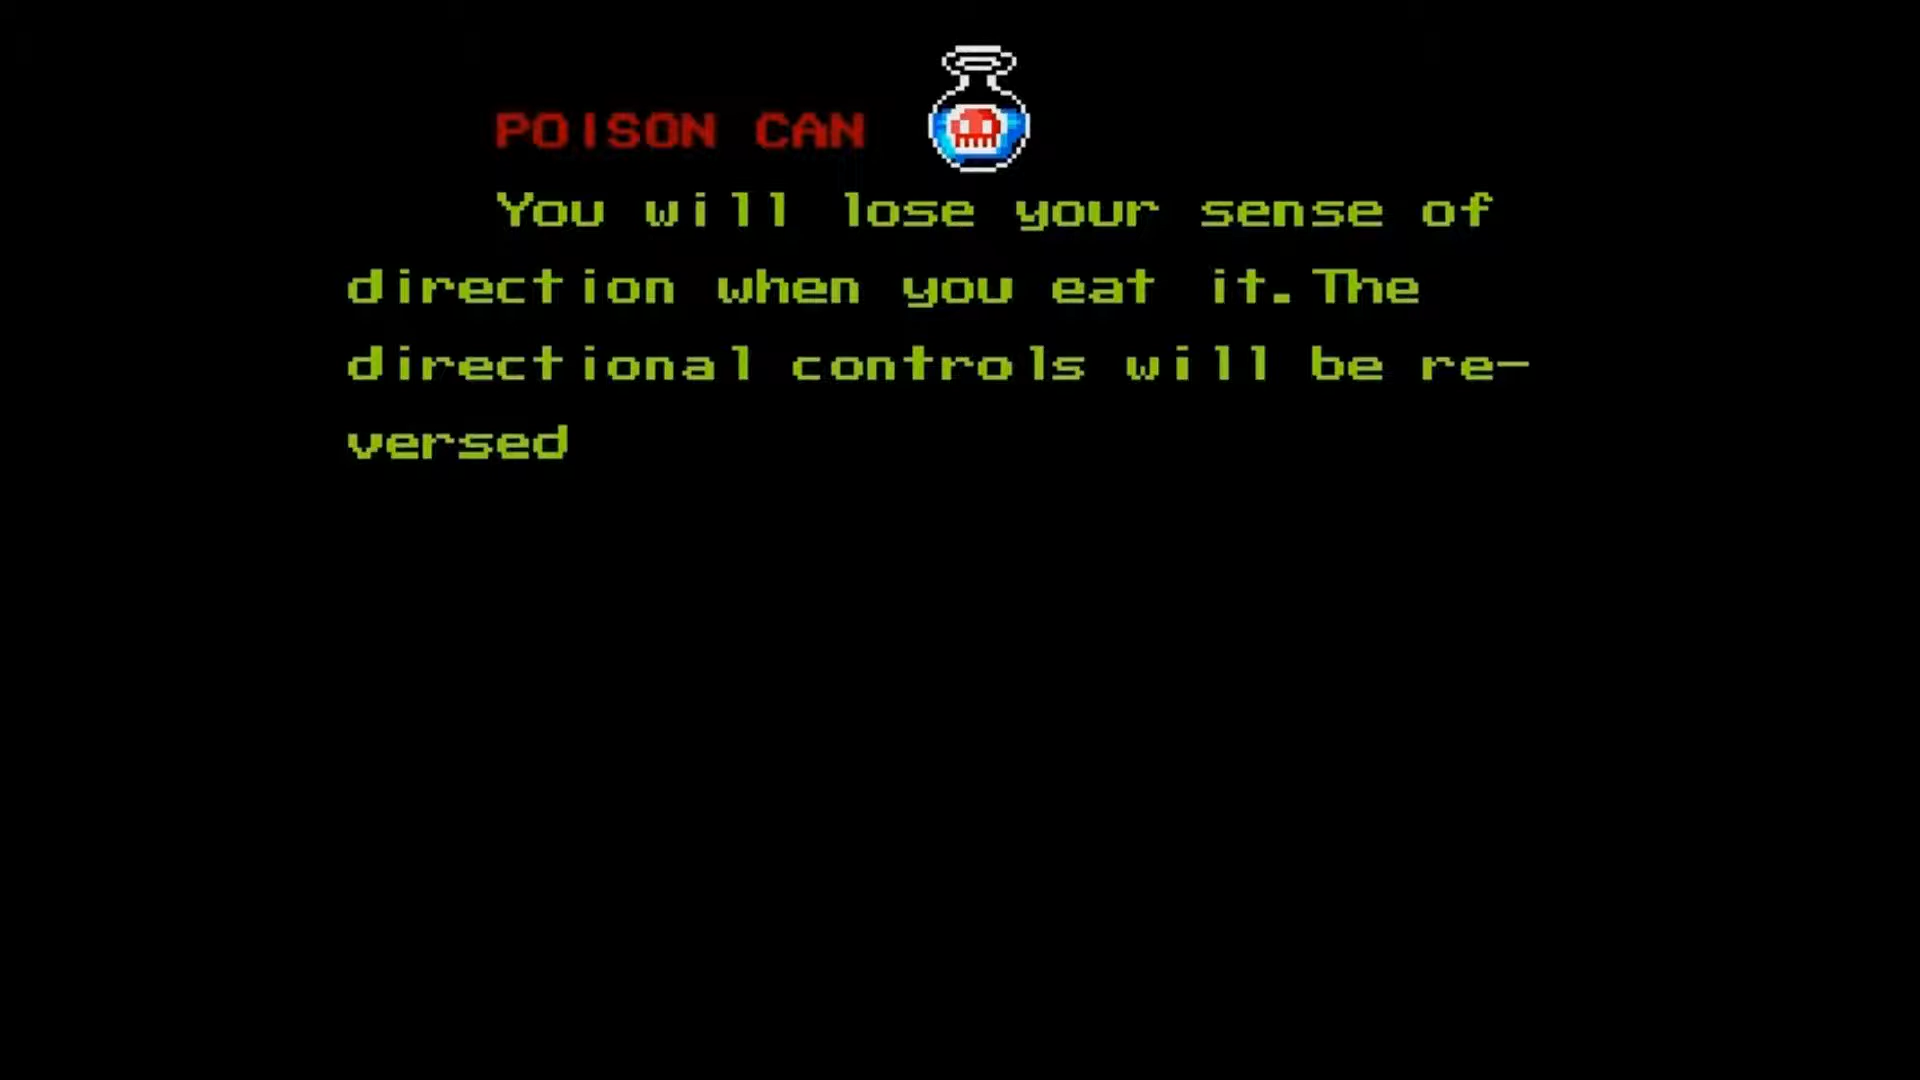 POISON CAN
You will lose your sense of
direction when you eat it.The
directional controls will be re-
versed